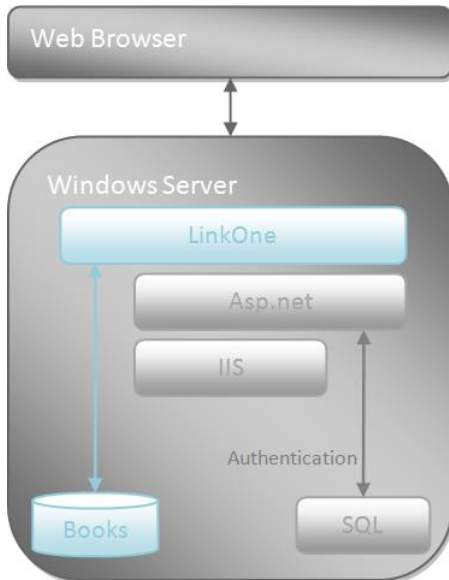 Web Browser
Windows Server
LinkOne
Asp.net
IIS
Authentication
Books
SQL